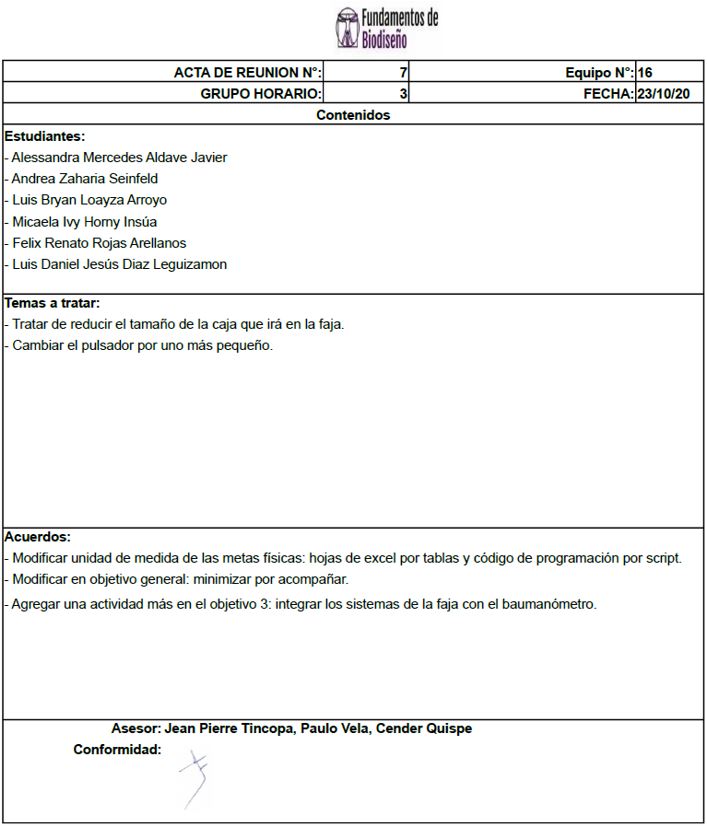 Fundamentos de
Biodiseño
ACTA DE REUNION N°: 7 Equipo N°: 16
GRUPO HORARIO: 3 FECHA: 23/10/20
Contenidos
Estudiantes:
- Alessandra Mercedes Aldave Javier
- Andrea Zaharia Seinfeld
- Luis Bryan Loayza Arroyo
- Micaela Ivy Horny Insúa
- Felix Renato Rojas Arellanos
- Luis Daniel Jesús Diaz Leguizamon
Temas a tratar:
- Tratar de reducir el tamaño de la caja que irá en la faja.
- Cambiar el pulsador por uno más pequeño.
Acuerdos:
- Modificar unidad de medida de las metas físicas: hojas de excel por tablas y código de programación por script.
- Modificar en objetivo general: minimizar por acompañar.
- Agregar una actividad más en el objetivo 3: integrar los sistemas de la faja con el baumanómetro.
Asesor: Jean Pierre Tincopa, Paulo Vela, Cender Quispe
Conformidad: